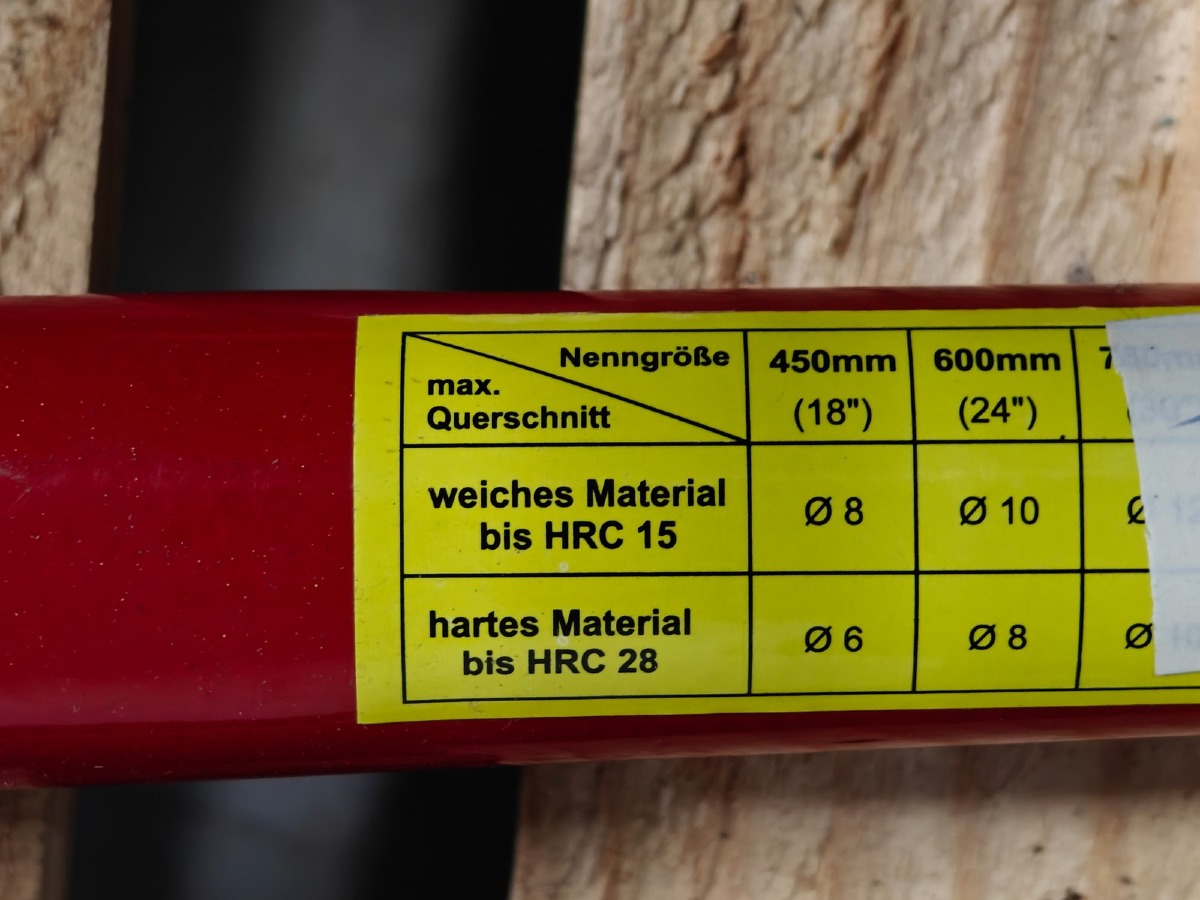 Nenngröße
max.
Querschnitt
450mm
(18")
600mm
(24")
weiches Material
bis HRC 15
Ø 8
Ø 10
Ø
hartes Material
bis HRC 28
Ø 6
Ø 8
Ø